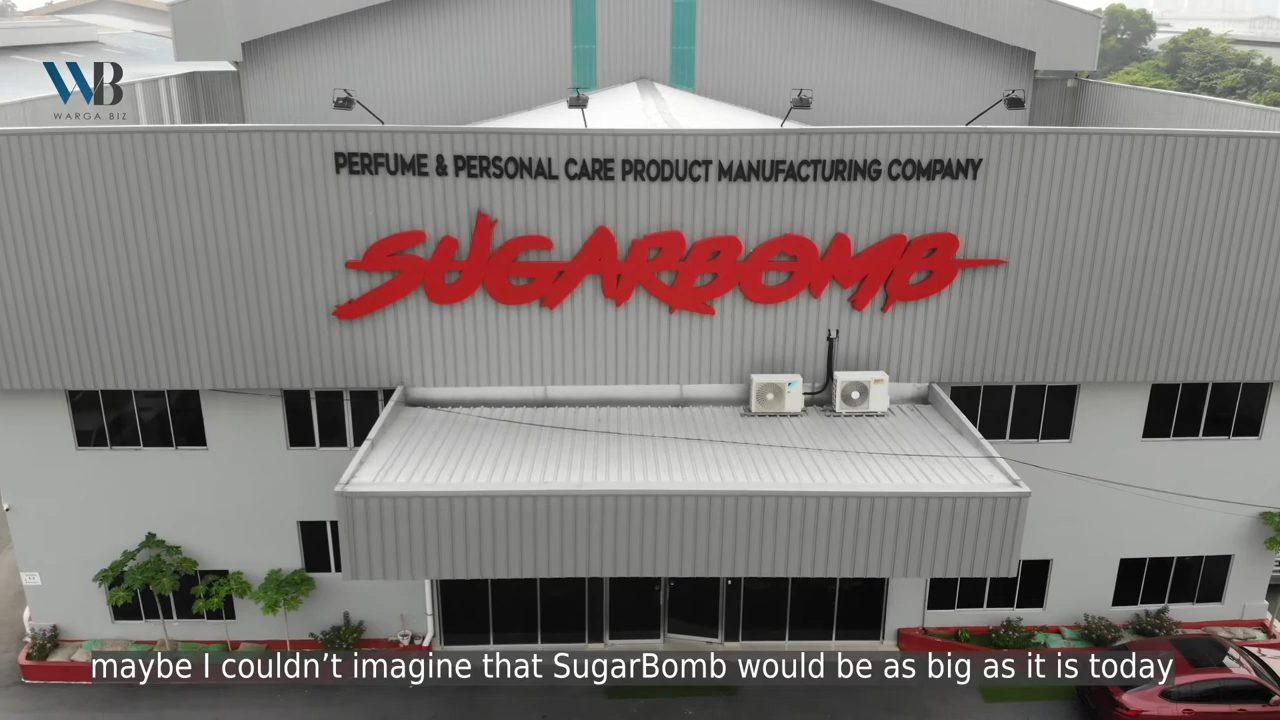 WB
WARGA BIZ
PERFUME & PERSONAL CARE PRODUCT MANUFACTURING COMPANY
SUGARBOMB
maybe I couldn’t imagine that SugarBomb would be as big as it is today